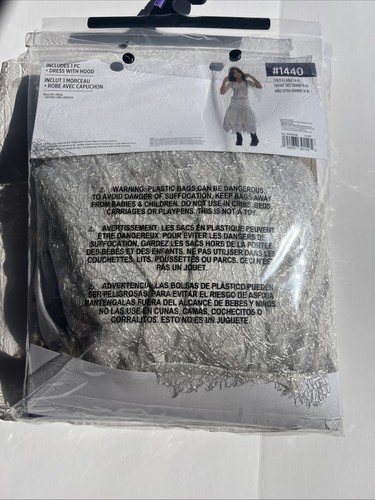 INCLUDES 1 PC
• DRESS WITH HOOD
INCLUT 1 MORCEAU
• ROBE AVEC CAPUCHON
#1440
⚠ WARNING: PLASTIC BAGS CAN BE DANGEROUS.
TO AVOID DANGER OF SUFFOCATION, KEEP BAGS AWAY
FROM BABIES & CHILDREN. DO NOT USE IN CRIBS, BEDS,
CARRIAGES OR PLAYPENS. THIS IS NOT A TOY.
⚠ AVERTISSEMENT: LES SACS EN PLASTIQUE PEUVENT
ÊTRE DANGEREUX. POUR ÉVITER LES DANGERS DE
SUFFOCATION, GARDEZ LES SACS HORS DE LA PORTÉE
DES BÉBÉS ET DES ENFANTS. NE PAS UTILISER DANS LES
COUCHETTES, LITS, POUSSETTES OU PARCS. CECI N'EST
PAS UN JOUET.
⚠ ADVERTENCIA: LAS BOLSAS DE PLÁSTICO PUEDEN
SER PELIGROSAS. PARA EVITAR EL RIESGO DE ASFIXIA
MANTÉNGALAS FUERA DEL ALCANCE DE BEBÉS Y NIÑOS.
NO LAS USE EN CUNAS, CAMAS, COCHECITOS O
CORRALITOS. ESTO NO ES UN JUGUETE.